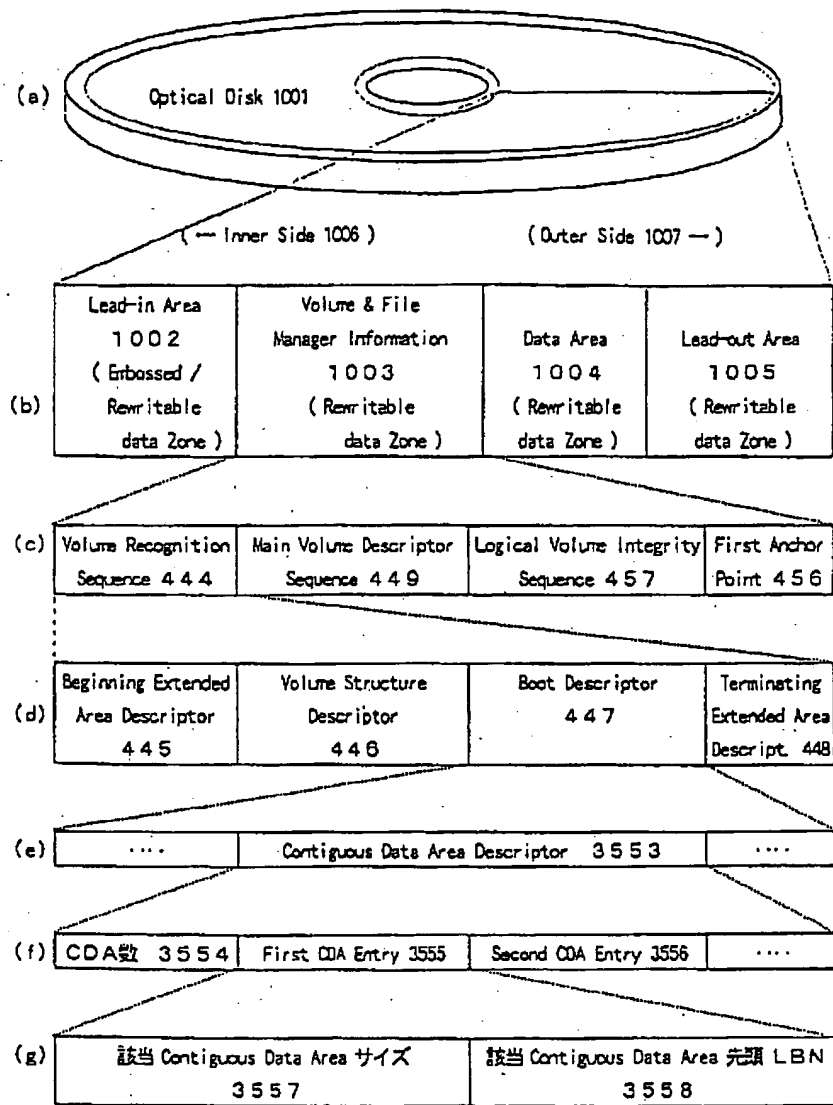 (a)
Optical Disk 1001
(← Inner Side 1006)
(Outer Side 1007 →)
(b)
Lead-in Area
1002
(Embossed /
Rewritable
data Zone)
Volume & File
Manager Information
1003
(Rewritable
data Zone)
Data Area
1004
(Rewritable
data Zone)
Lead-out Area
1005
(Rewritable
data Zone)
(c)
Volume Recognition
Sequence 444
Main Volume Descriptor
Sequence 449
Logical Volume Integrity
Sequence 457
First Anchor
Point 456
(d)
Beginning Extended
Area Descriptor
445
Volume Structure
Descriptor
446
Boot Descriptor
447
Terminating
Extended Area
Descript. 448
(e)
....
Contiguous Data Area Descriptor 3553
....
(f)
CDA数 3554
First CDA Entry 3555
Second CDA Entry 3556
....
(g)
該当 Contiguous Data Area サイズ
3557
該当 Contiguous Data Area 先頭 LBN
3558